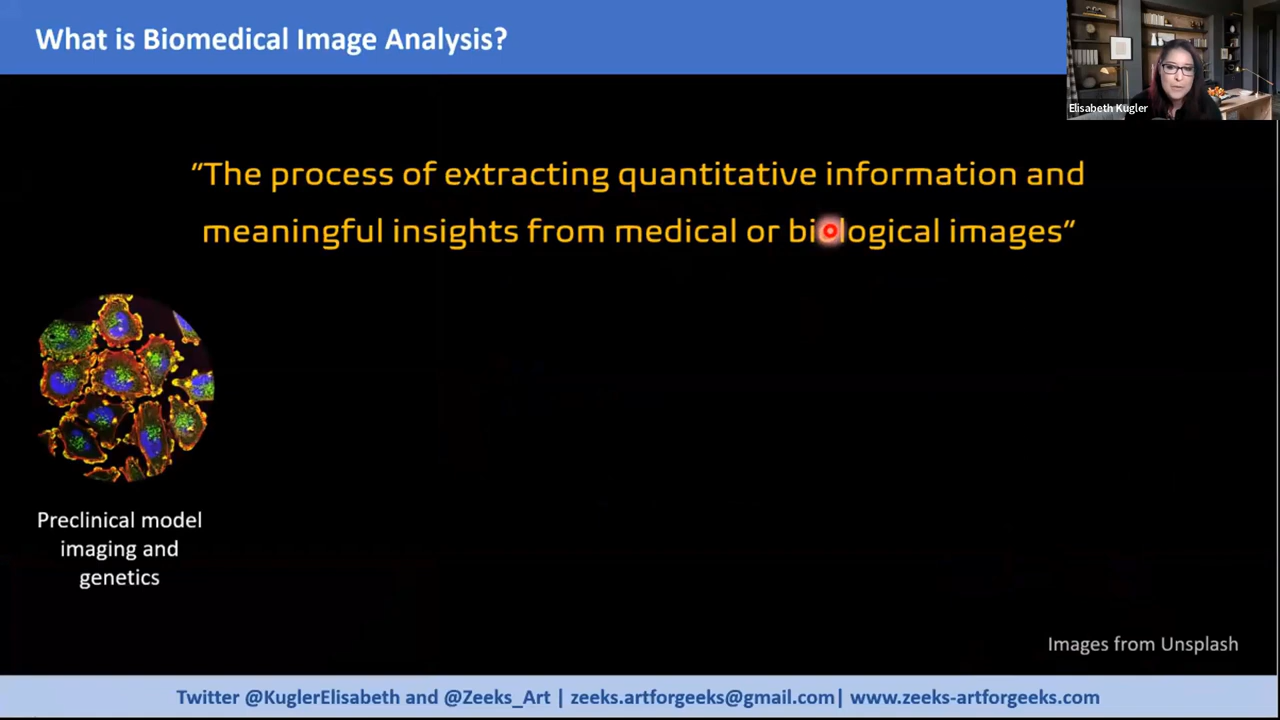 What is Biomedical Image Analysis?
Elisabeth Kugler
“The process of extracting quantitative information and
meaningful insights from medical or biological images“
Preclinical model
imaging and
genetics
Images from Unsplash
Twitter @KuglerElisabeth and @Zeeks_Art | zeeks.artforgeeks@gmail.com| www.zeeks-artforgeeks.com